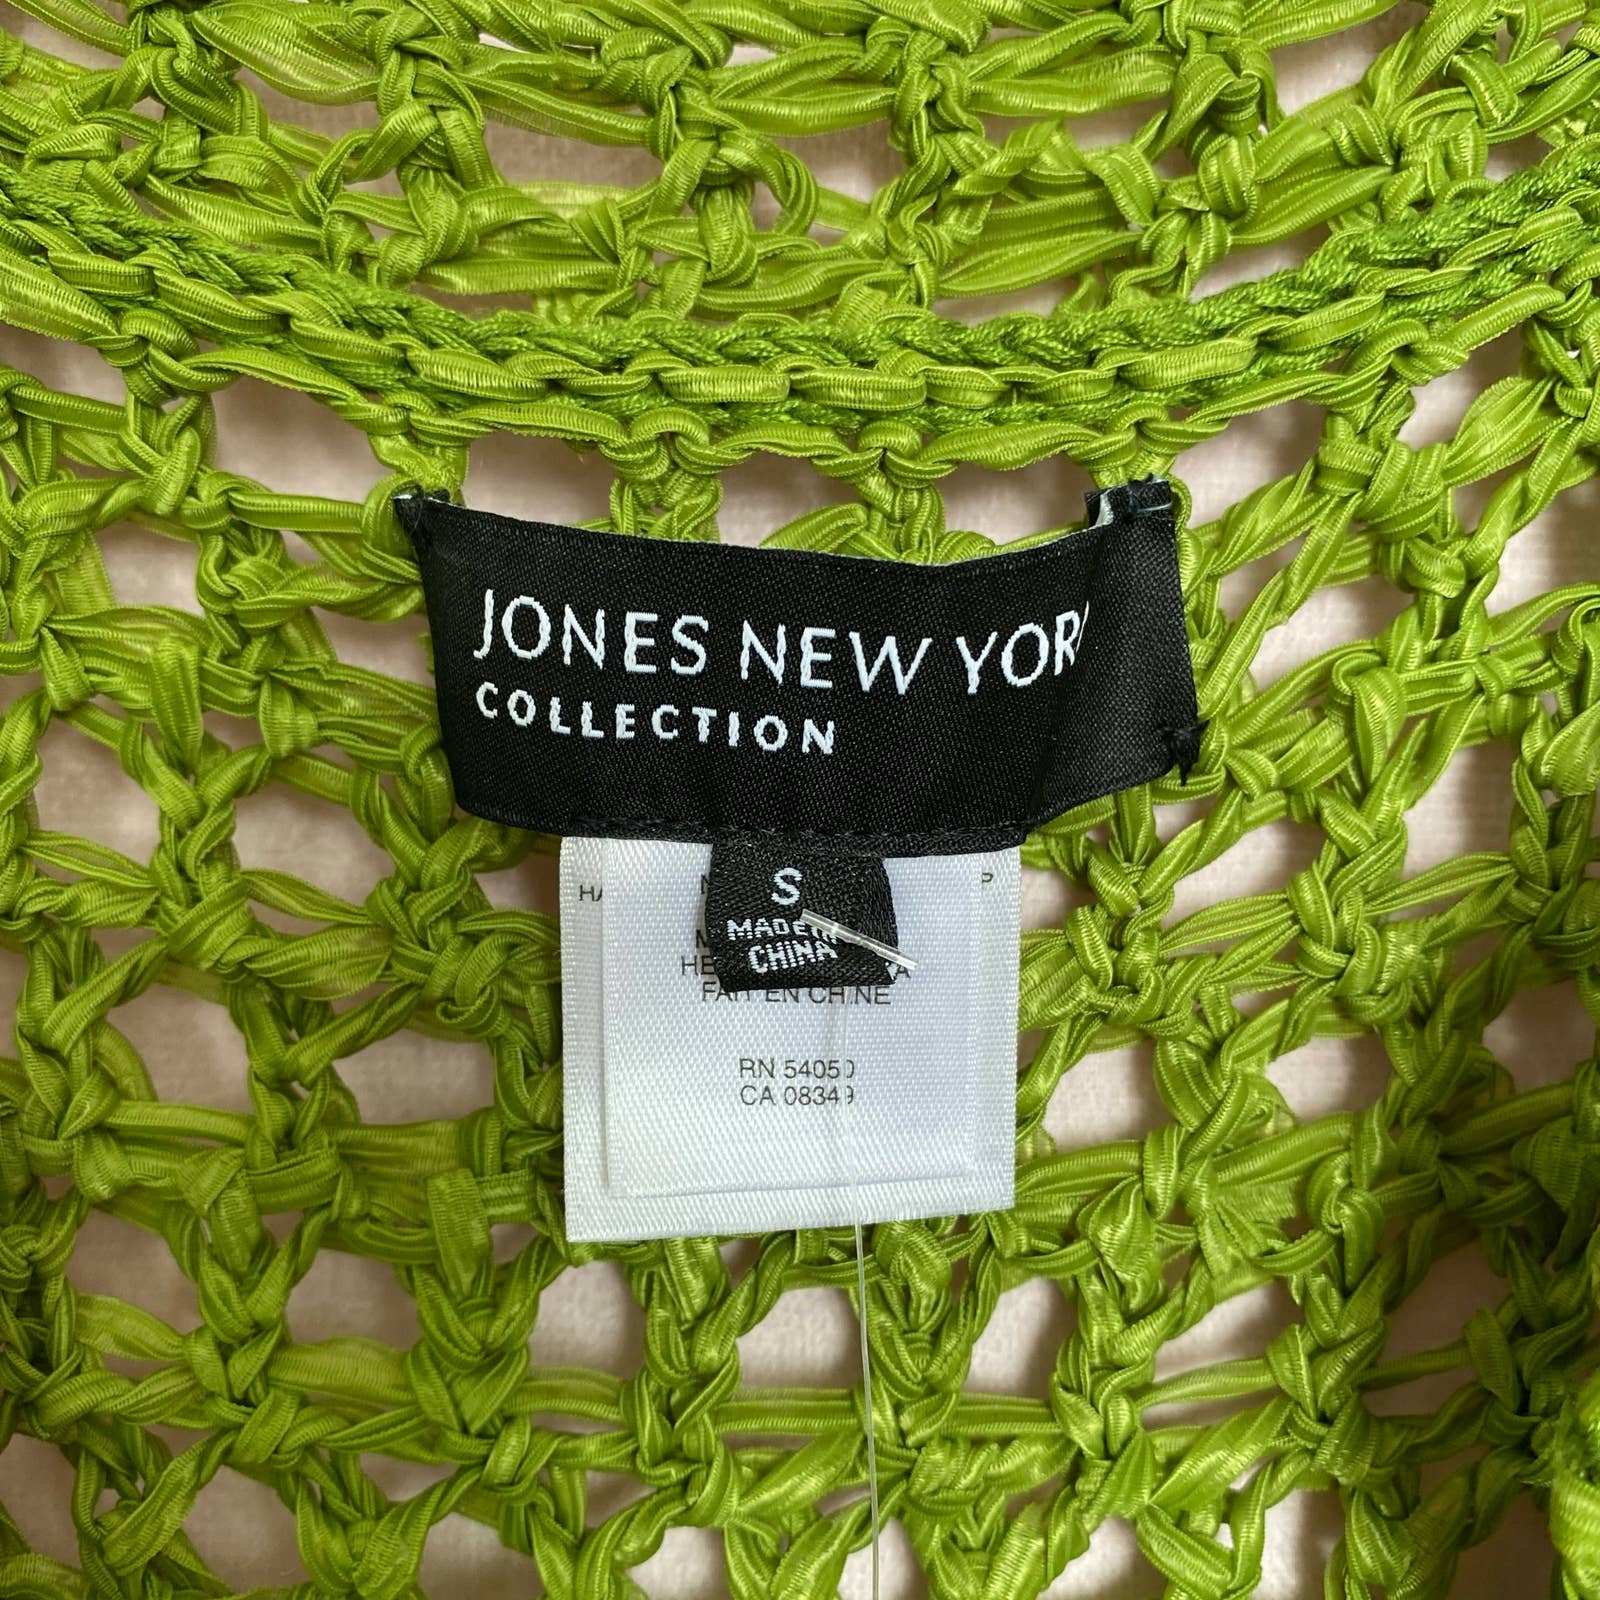 JONES NEW YORK
COLLECTION
S
MADE IN
CHINA
FAIT EN CHINE
RN 54050
CA 08349